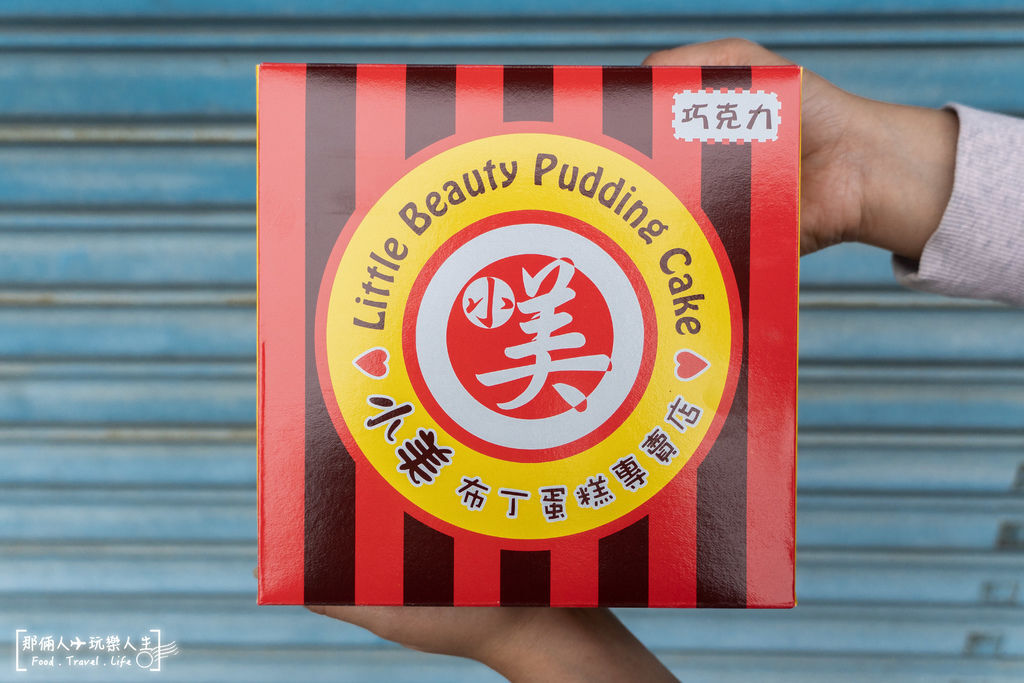 巧克力
Little Beauty Pudding Cake
小美
小美 布丁蛋糕專賣店
那倆人玩樂人生
Food . Travel . Life